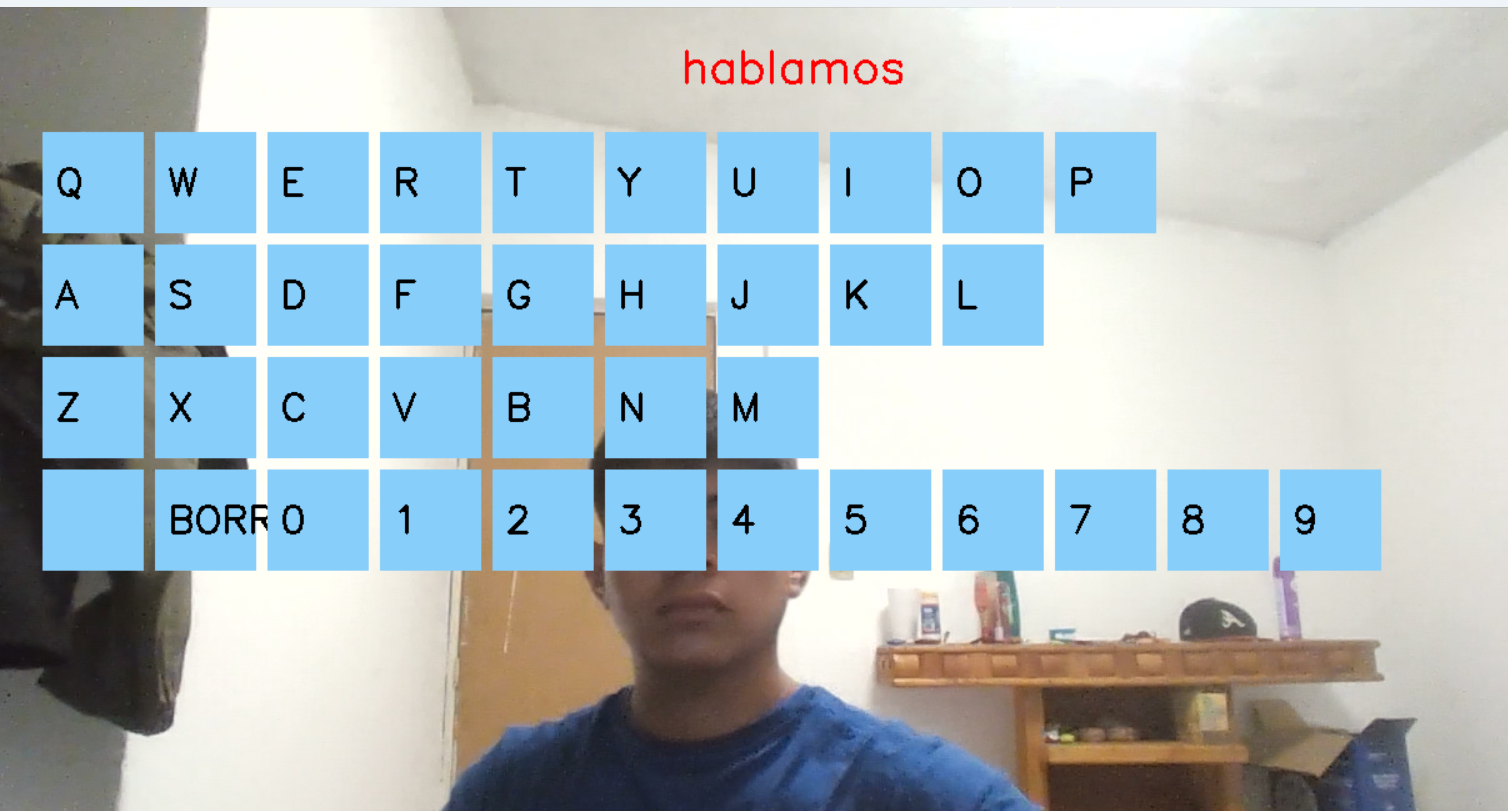 hablamos
Q W E R T Y U I O P
A S D F G H J K L
Z X C V B N M
BORR 0 1 2 3 4 5 6 7 8 9